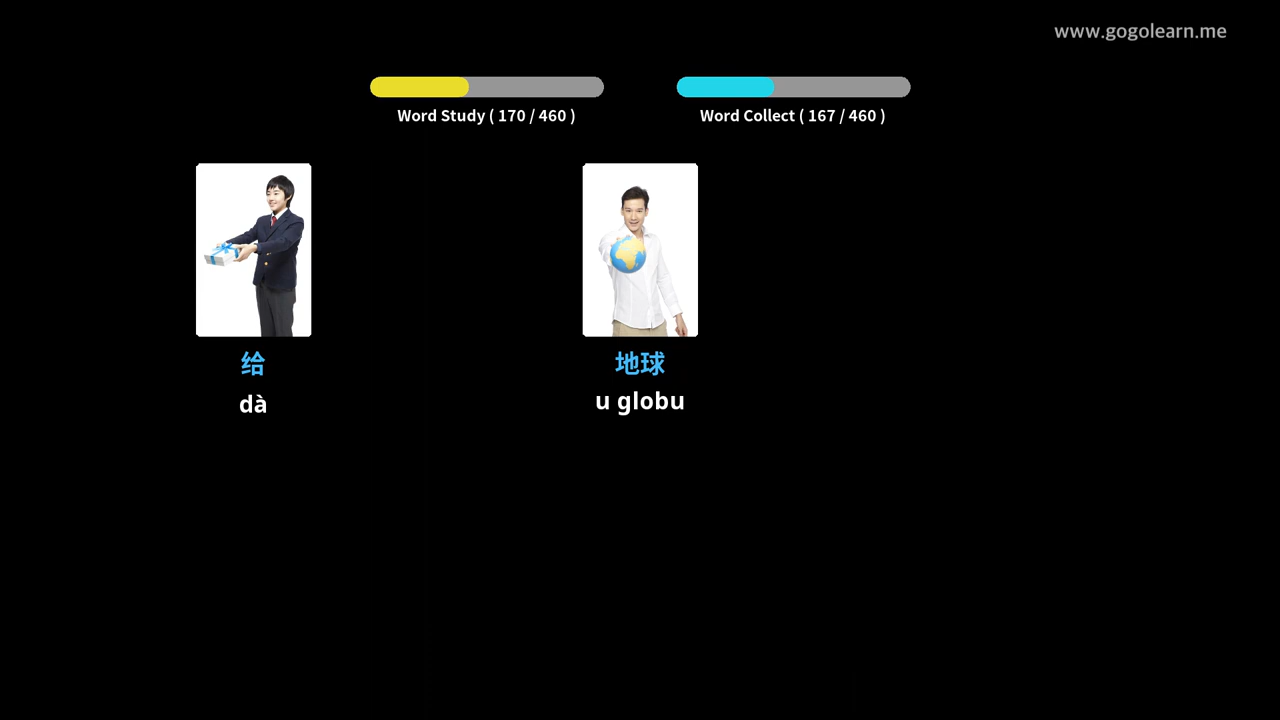 www.gogolearn.me
Word Study ( 170 / 460 )
Word Collect ( 167 / 460 )
给
dà
地球
u globu